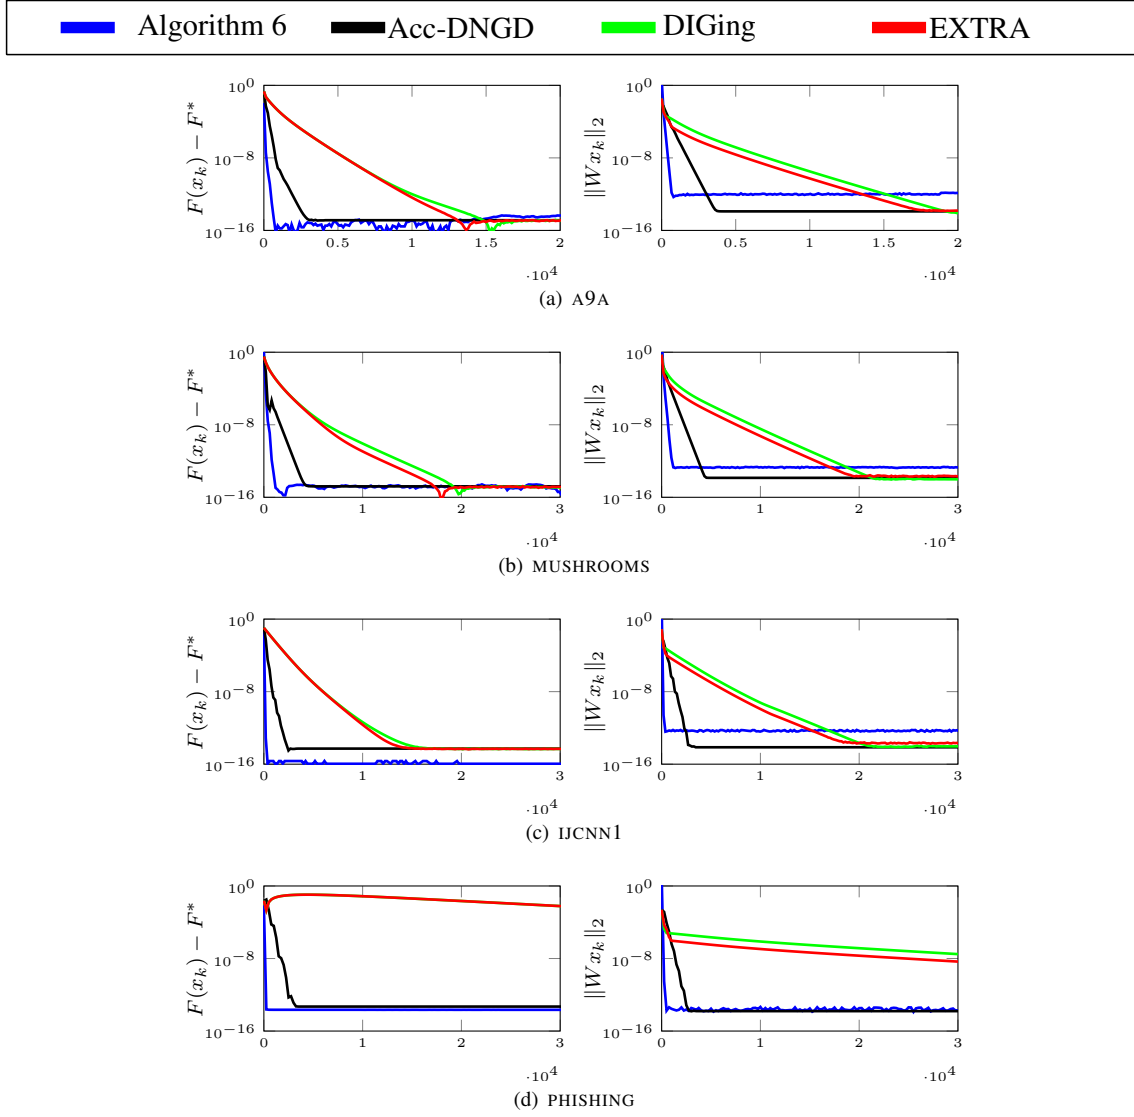 Algorithm 6 Acc-DNGD DIGing EXTRA
F(x_k) − F*
10^0
10^−8
10^−16
0 0.5 1 1.5 2
·10^4
||Wx_k||_2
10^0
10^−8
10^−16
0 0.5 1 1.5 2
·10^4
(a) A9A
F(x_k) − F*
10^0
10^−8
10^−16
0 1 2 3
·10^4
||Wx_k||_2
10^0
10^−8
10^−16
0 1 2 3
·10^4
(b) MUSHROOMS
F(x_k) − F*
10^0
10^−8
10^−16
0 1 2 3
·10^4
||Wx_k||_2
10^0
10^−8
10^−16
0 1 2 3
·10^4
(c) IJCNN1
F(x_k) − F*
10^0
10^−8
10^−16
0 1 2 3
·10^4
||Wx_k||_2
10^0
10^−8
10^−16
0 1 2 3
·10^4
(d) PHISHING